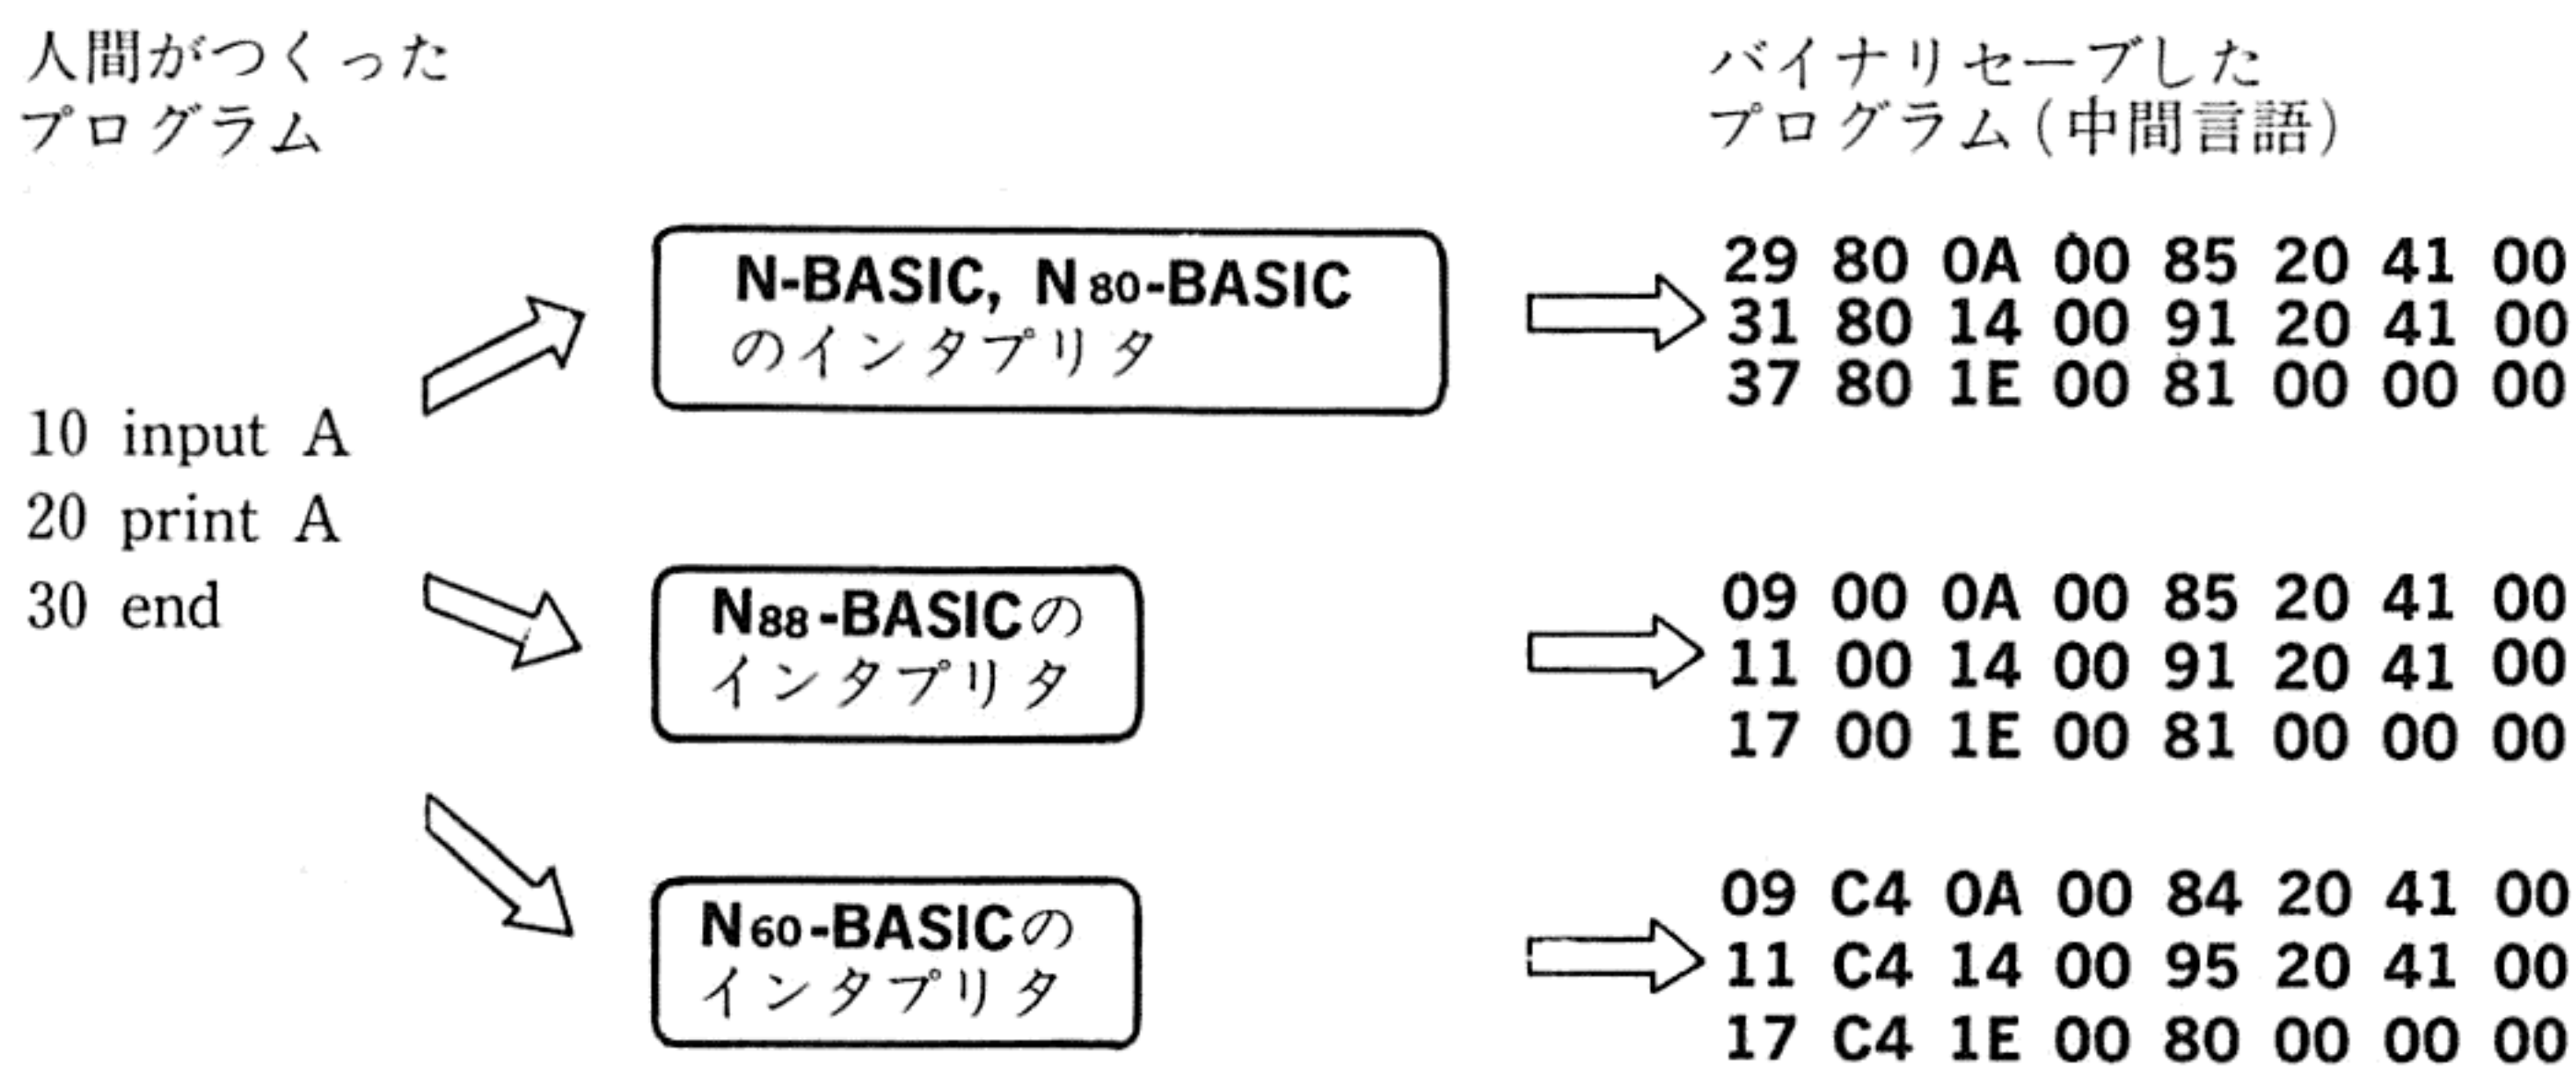 人間がつくった
プログラム
10 input A
20 print A
30 end
N-BASIC, N80-BASIC
のインタプリタ
N88-BASICの
インタプリタ
N60-BASICの
インタプリタ
バイナリセーブした
プログラム(中間言語)
29 80 0A 00 85 20 41 00
31 80 14 00 91 20 41 00
37 80 1E 00 81 00 00 00
09 00 0A 00 85 20 41 00
11 00 14 00 91 20 41 00
17 00 1E 00 81 00 00 00
09 C4 0A 00 84 20 41 00
11 C4 14 00 95 20 41 00
17 C4 1E 00 80 00 00 00